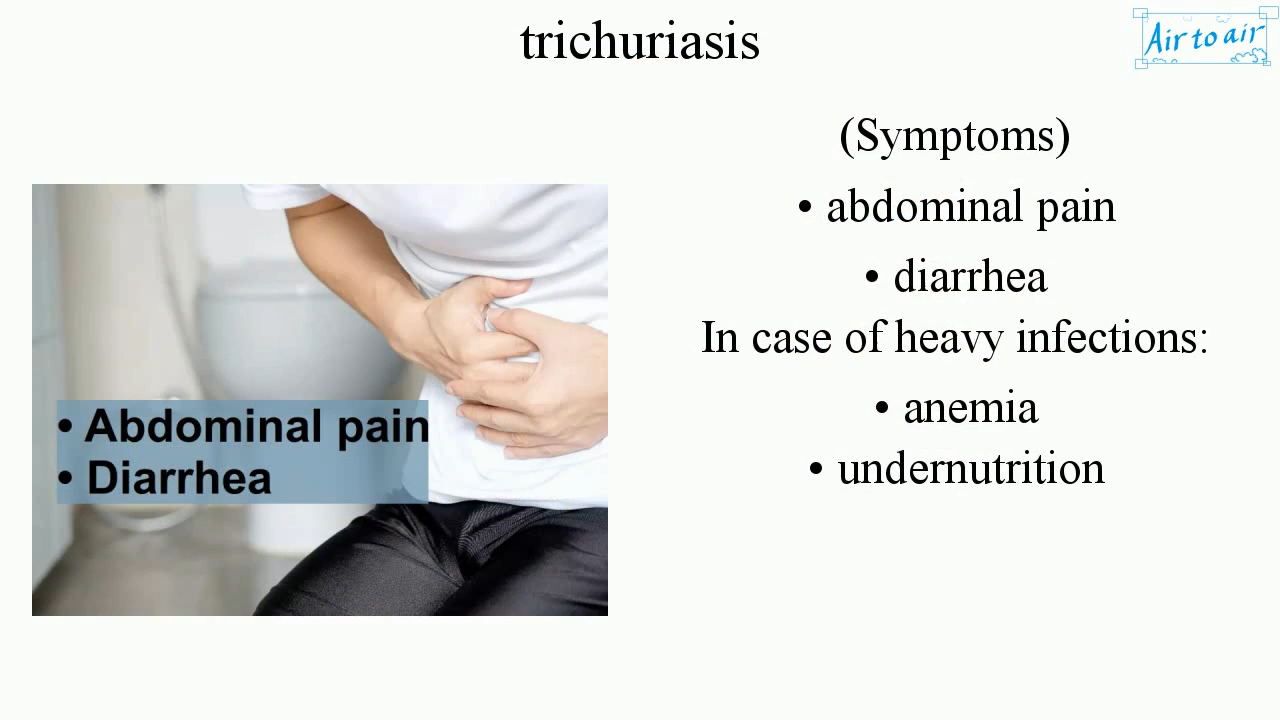 trichuriasis
Air to air
(Symptoms)
• abdominal pain
• diarrhea
In case of heavy infections:
• anemia
• undernutrition
• Abdominal pain
• Diarrhea